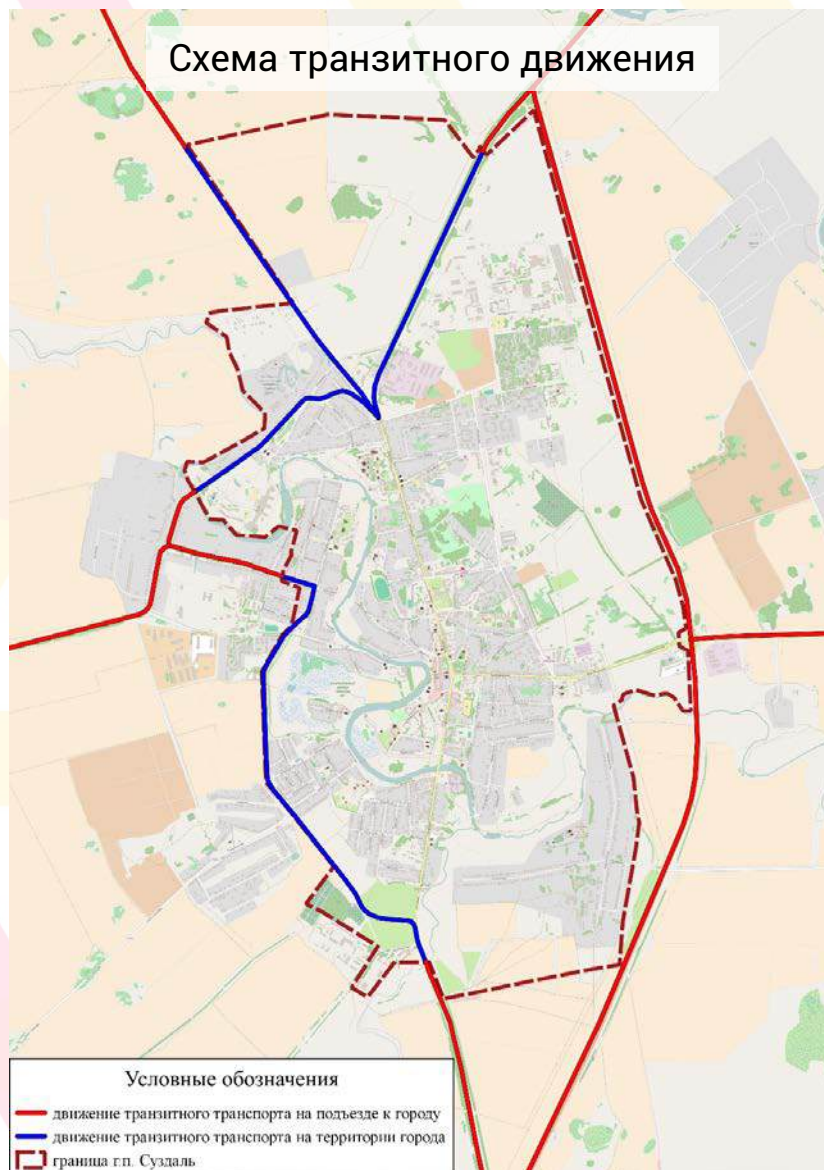 Схема транзитного движения
Условные обозначения
движение транзитного транспорта на подъезде к городу
движение транзитного транспорта на территории города
граница г.п. Суздаль